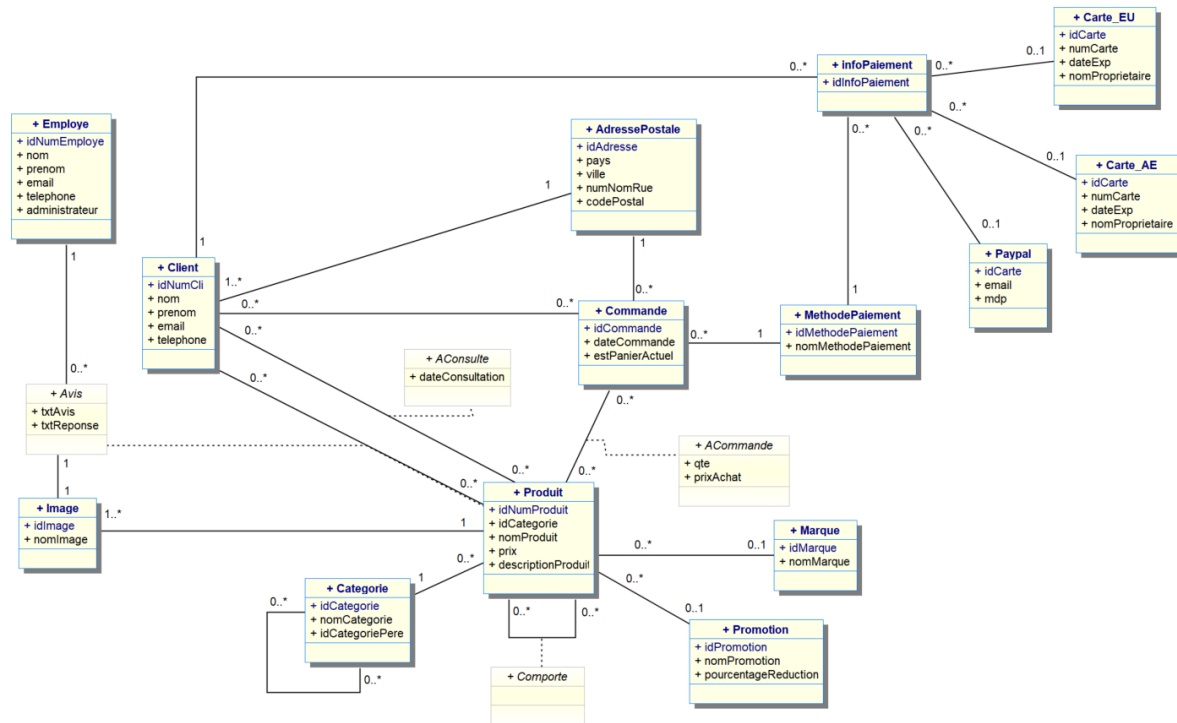 + Carte_EU
+ idCarte
+ numCarte
+ dateExp
+ nomProprietaire
0..1
0..*
+ infoPaiement
+ idInfoPaiement
0..*
0..*
0..*
0..*
0..1
+ Carte_AE
+ idCarte
+ numCarte
+ dateExp
+ nomProprietaire
+ Employe
+ idNumEmploye
+ nom
+ prenom
+ email
+ telephone
+ administrateur
1
+ AdressePostale
+ idAdresse
+ pays
+ ville
+ numNomRue
+ codePostal
1
1
0..*
0..1
+ Paypal
+ idCarte
+ email
+ mdp
1
+ Client
+ idNumCli
+ nom
+ prenom
+ email
+ telephone
1..*
0..*
0..*
0..*
0..*
+ Commande
+ idCommande
+ dateCommande
+ estPanierActuel
0..*
1
0..*
1
+ MethodePaiement
+ idMethodePaiement
+ nomMethodePaiement
+ AConsulte
+ dateConsultation
0..*
+ Avis
+ txtAvis
+ txtReponse
1
1
+ ACommande
+ qte
+ prixAchat
0..*
0..*
0..*
+ Image
+ idImage
+ nomImage
1..*
1
+ Produit
+ idNumProduit
+ idCategorie
+ nomProduit
+ prix
+ descriptionProduit
0..*
0..1
+ Marque
+ idMarque
+ nomMarque
0..*
1
0..*
0..1
+ Categorie
+ idCategorie
+ nomCategorie
+ idCategoriePere
0..*
0..*
0..*
0..*
+ Promotion
+ idPromotion
+ nomPromotion
+ pourcentageReduction
+ Comporte